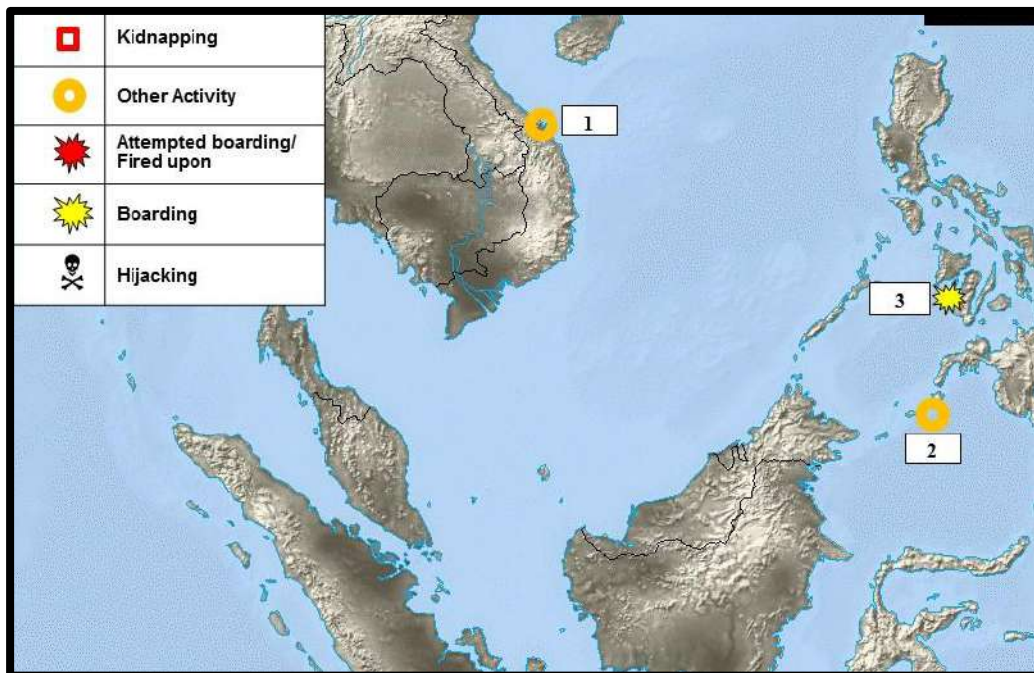 Kidnapping
Other Activity
Attempted boarding/
Fired upon
Boarding
Hijacking
1
3
2